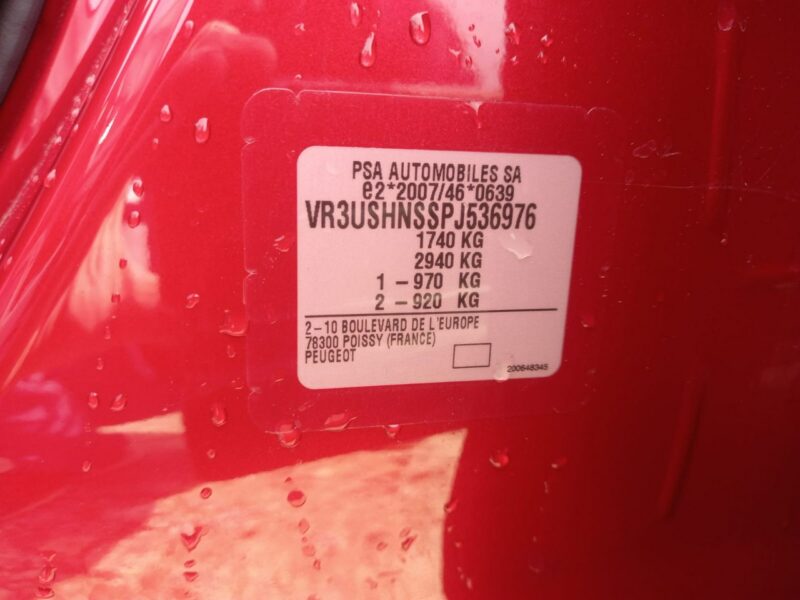 PSA AUTOMOBILES SA
e2*2007/46*0639
VR3USHNSSPJ536976
1740 KG
2940 KG
1 – 970 KG
2 – 920 KG
2–10 BOULEVARD DE L'EUROPE
78300 POISSY (FRANCE)
PEUGEOT
200648345